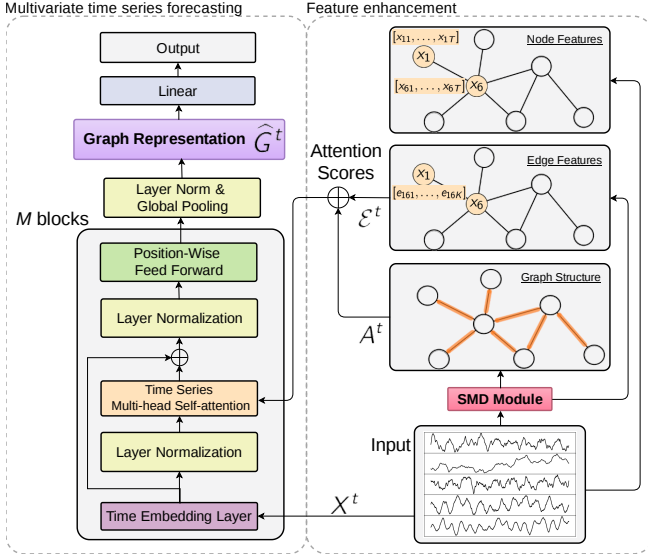 Multivariate time series forecasting
Output
Linear
Graph Representation Ĝ^t
Layer Norm &
Global Pooling
M blocks
Position-Wise
Feed Forward
Layer Normalization
Time Series
Multi-head Self-attention
Layer Normalization
Time Embedding Layer
Feature enhancement
Node Features
[x₁₁, . . . , x₁T]
x₁
[x₆₁, . . . , x₆T]
x₆
Attention
Scores
Edge Features
x₁
[e₁₆₁, . . . , e₁₆K]
x₆
ℰ^t
Graph Structure
A^t
SMD Module
Input
X^t